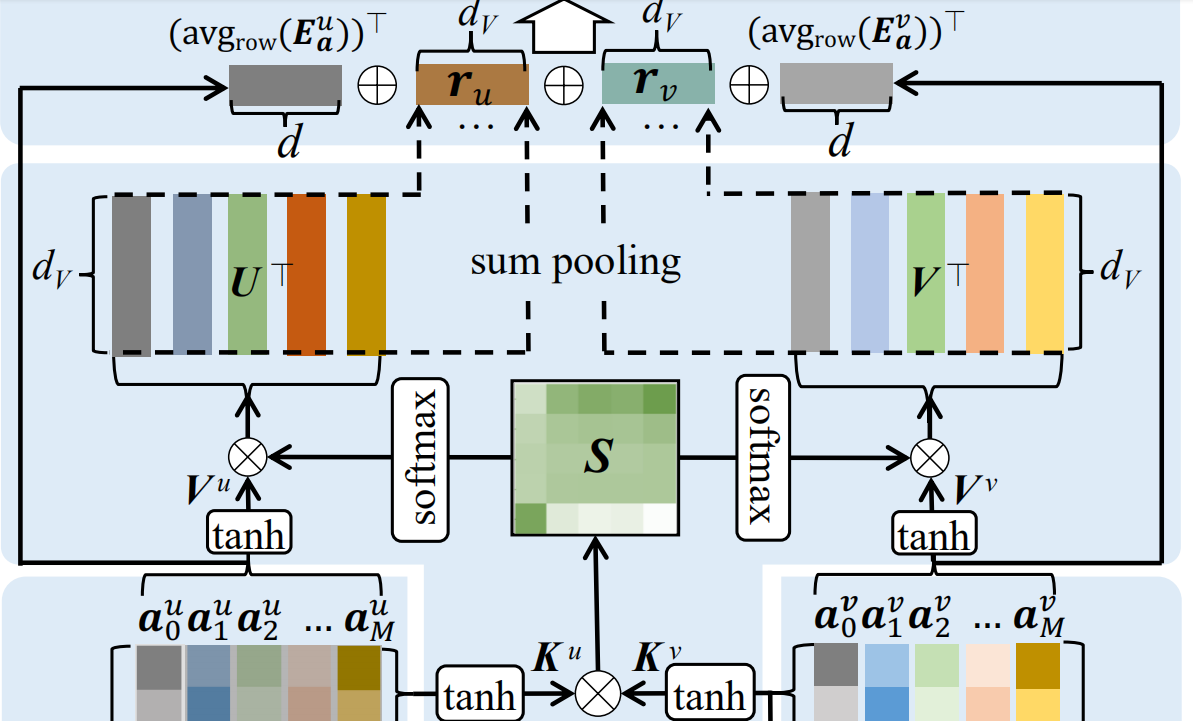 (avg_row(E_a^u))^⊤ d_V d_V (avg_row(E_a^v))^⊤
⊕ r_u ⊕ r_v ⊕
d ... ... d
d_V U^⊤ sum pooling V^⊤ d_V
softmax S softmax
⊗ ⊗
V^u V^v
tanh tanh
a_0^u a_1^u a_2^u ... a_M^u a_0^v a_1^v a_2^v ... a_M^v
K^u K^v
tanh ⊗ tanh